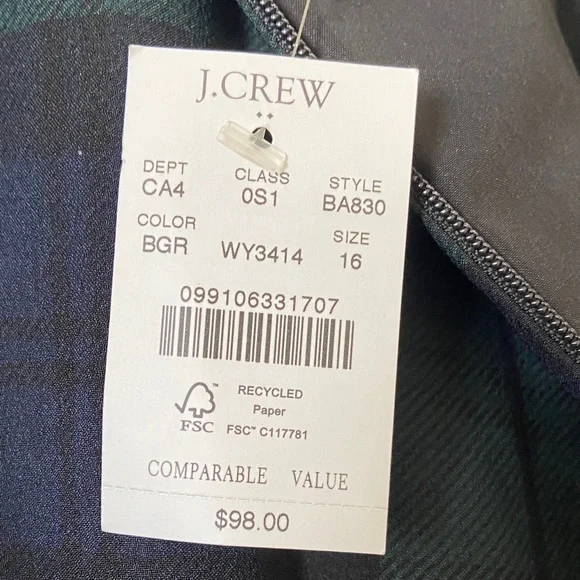 J.CREW
DEPT CLASS STYLE
CA4 0S1 BA830
COLOR SIZE
BGR WY3414 16
099106331707
RECYCLED
Paper
FSC FSC™ C117781
COMPARABLE VALUE
$98.00